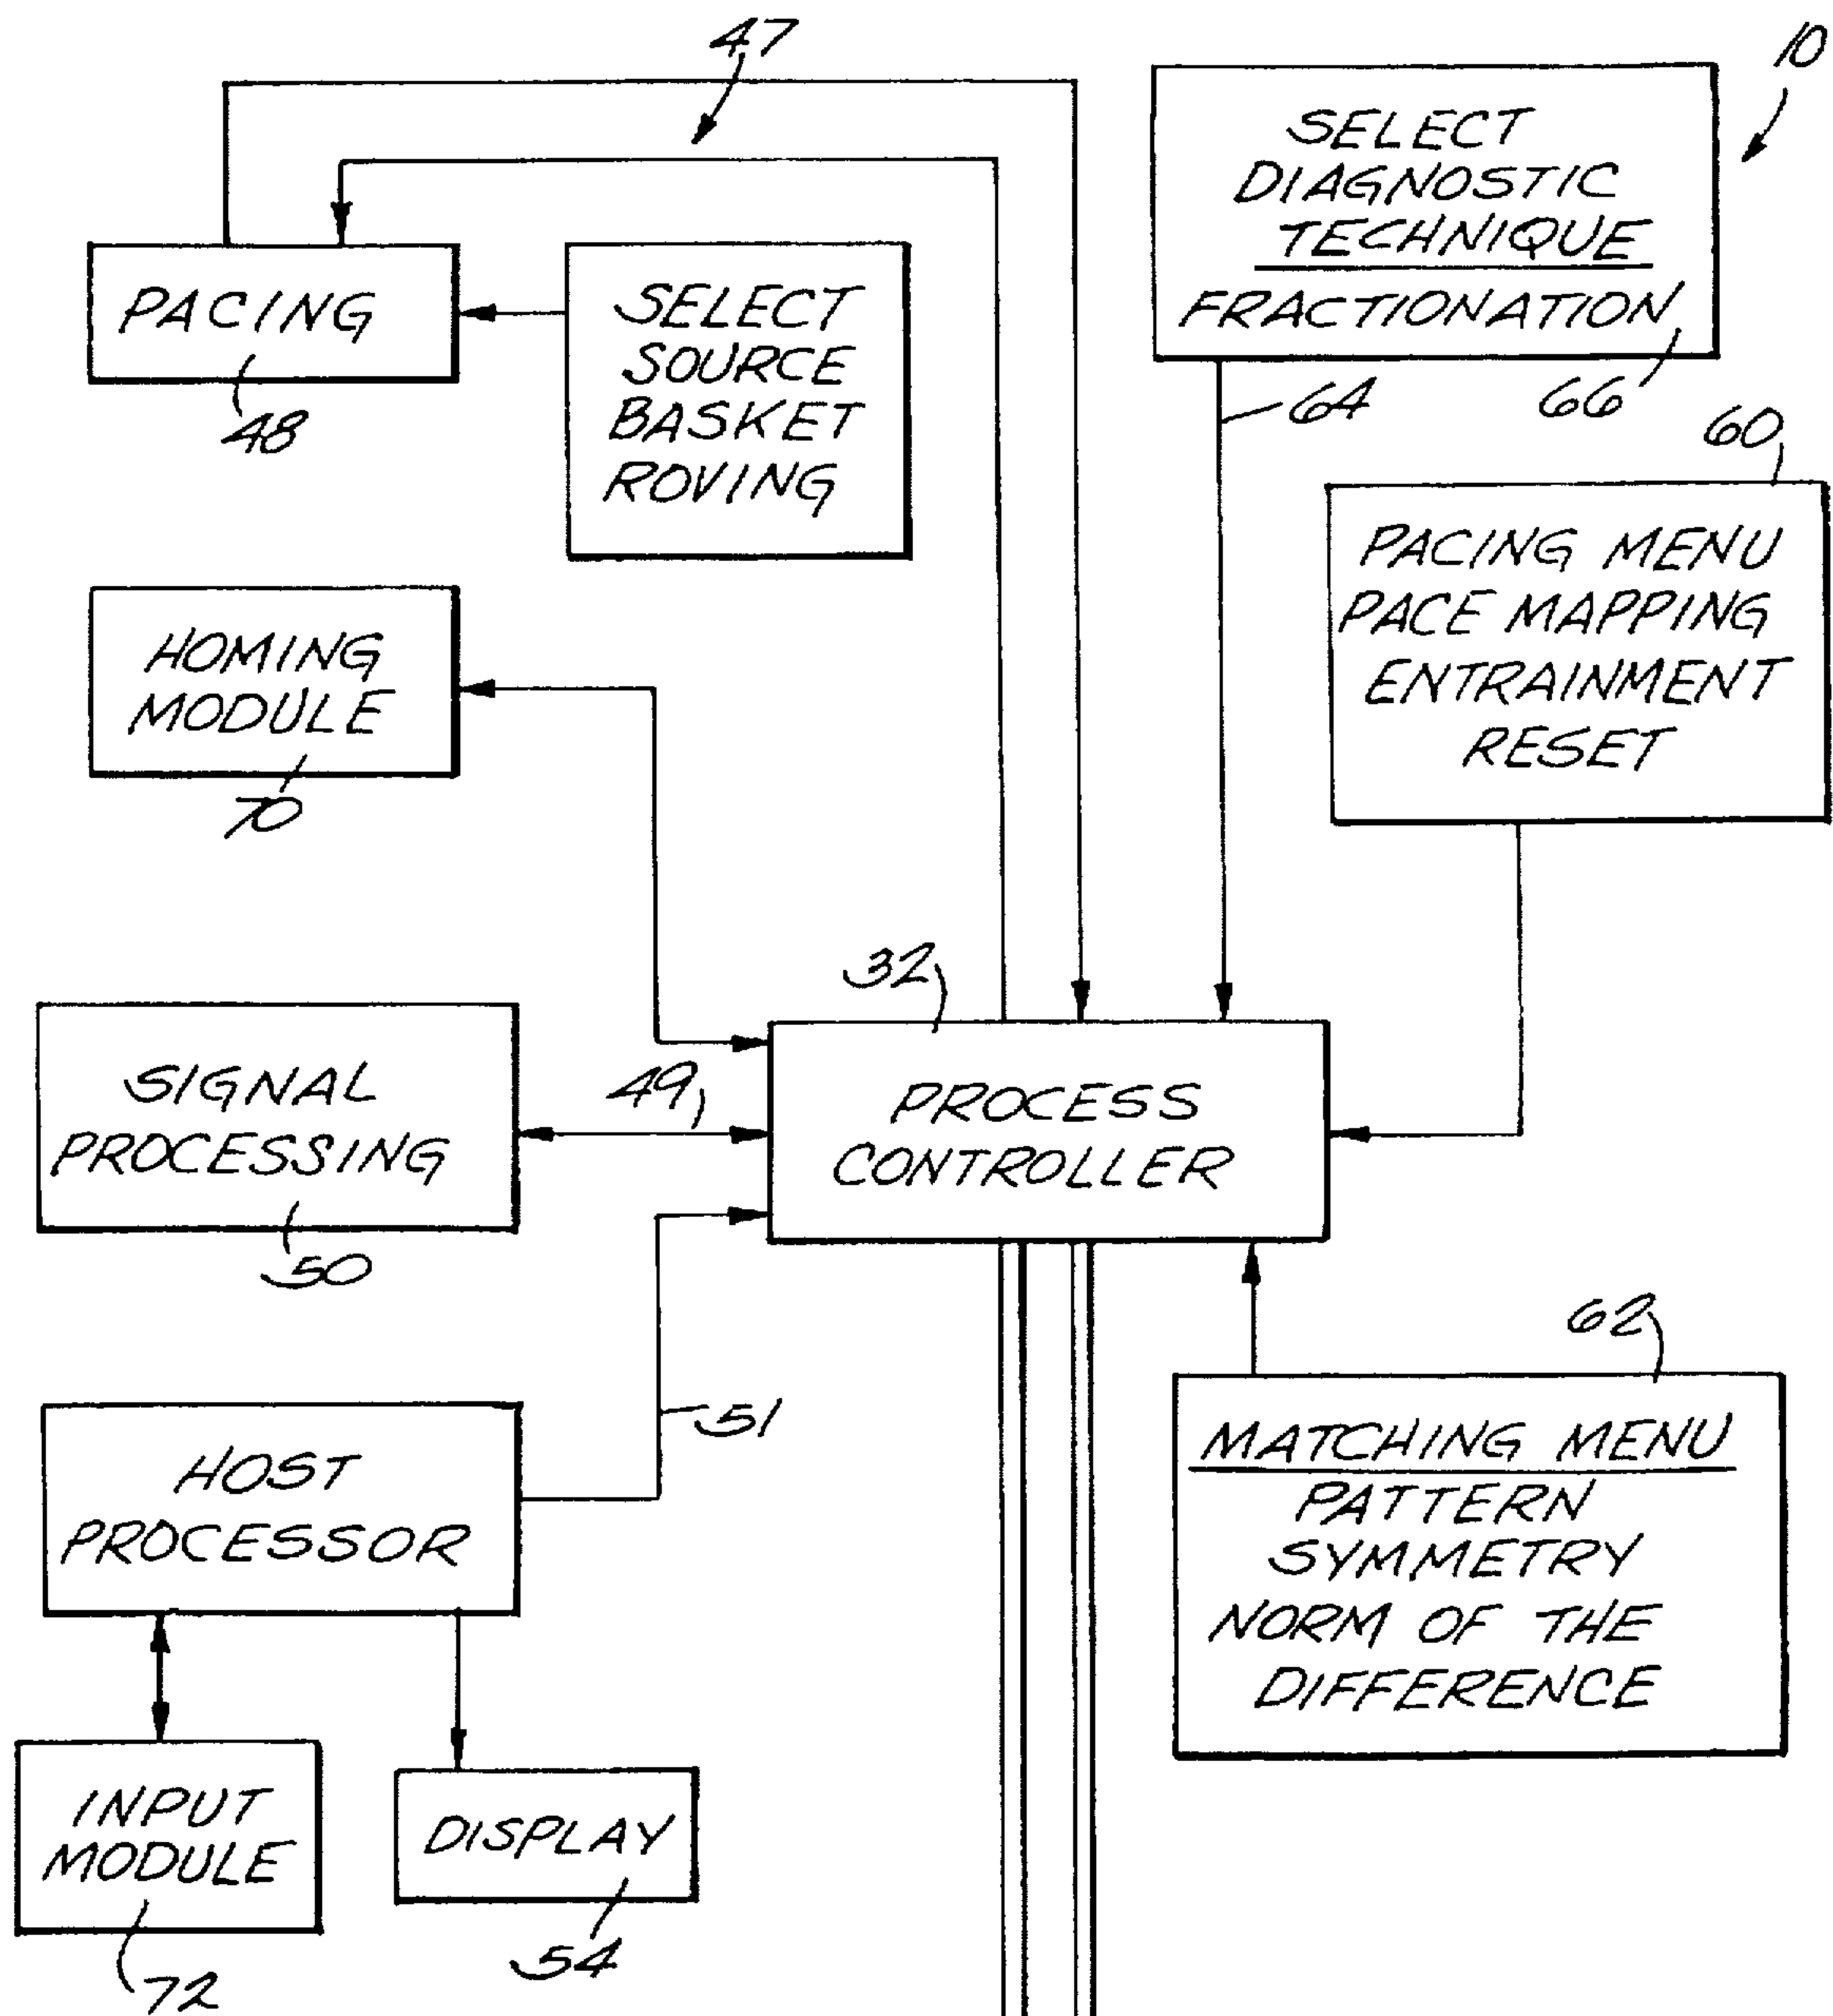 47
10
SELECT
DIAGNOSTIC
TECHNIQUE
FRACTIONATION
66
64
PACING
48
SELECT
SOURCE
BASKET
ROVING
60
PACING MENU
PACE MAPPING
ENTRAINMENT
RESET
HOMING
MODULE
70
32
PROCESS
CONTROLLER
SIGNAL
PROCESSING
50
49
51
HOST
PROCESSOR
62
MATCHING MENU
PATTERN
SYMMETRY
NORM OF THE
DIFFERENCE
INPUT
MODULE
72
DISPLAY
54